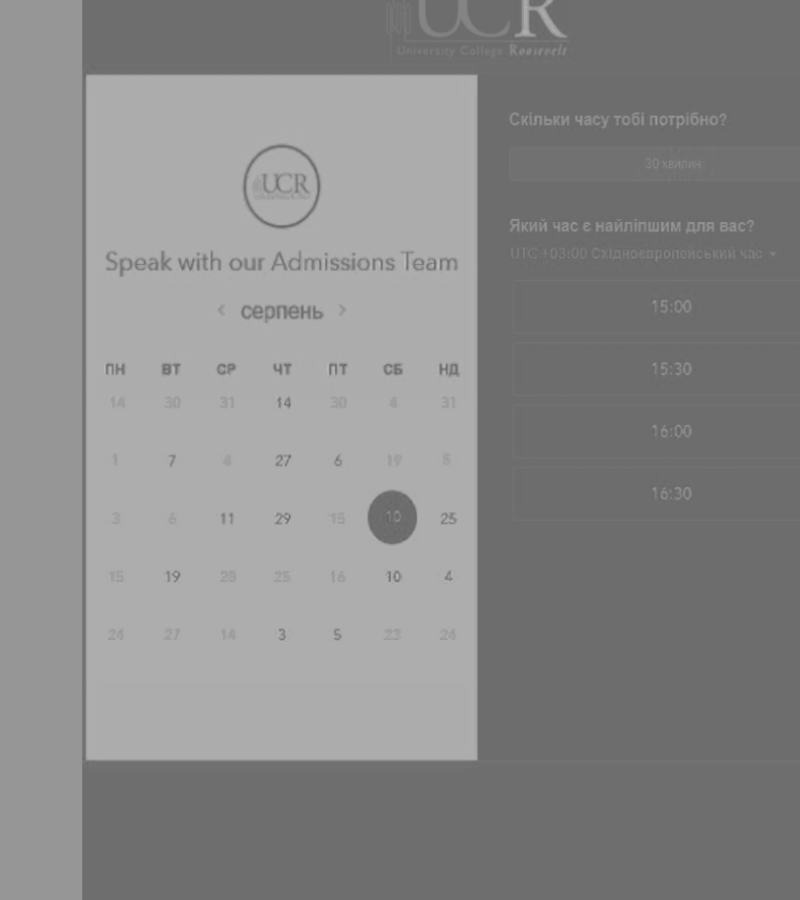 UCR
University College Roosevelt
UCR
Speak with our Admissions Team
< серпень >
ПН ВТ СР ЧТ ПТ СБ НД
14 30 31 14 30 4 31
1 7 4 27 6 19 5
3 6 11 29 15 10 25
15 19 28 25 16 10 4
24 27 14 3 5 23 24
Скільки часу тобі потрібно?
30 хвилин
Який час є найліпшим для вас?
UTC +03:00 Східноєвропейський час
15:00
15:30
16:00
16:30